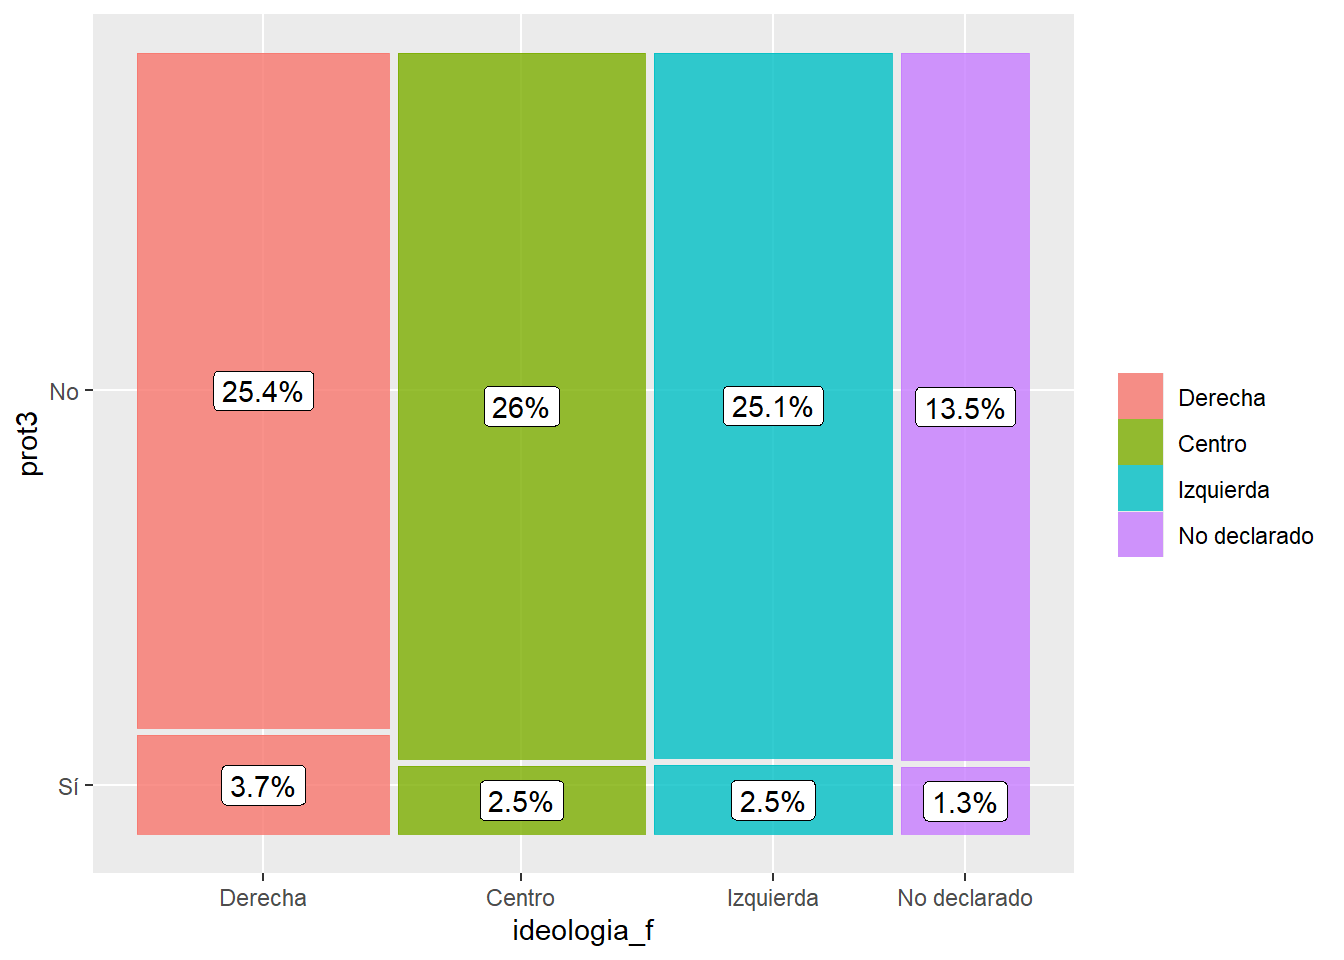 prot3
No
Sí
25.4%
26%
25.1%
13.5%
3.7%
2.5%
2.5%
1.3%
Derecha
Centro
Izquierda
No declarado
ideologia_f
Derecha
Centro
Izquierda
No declarado